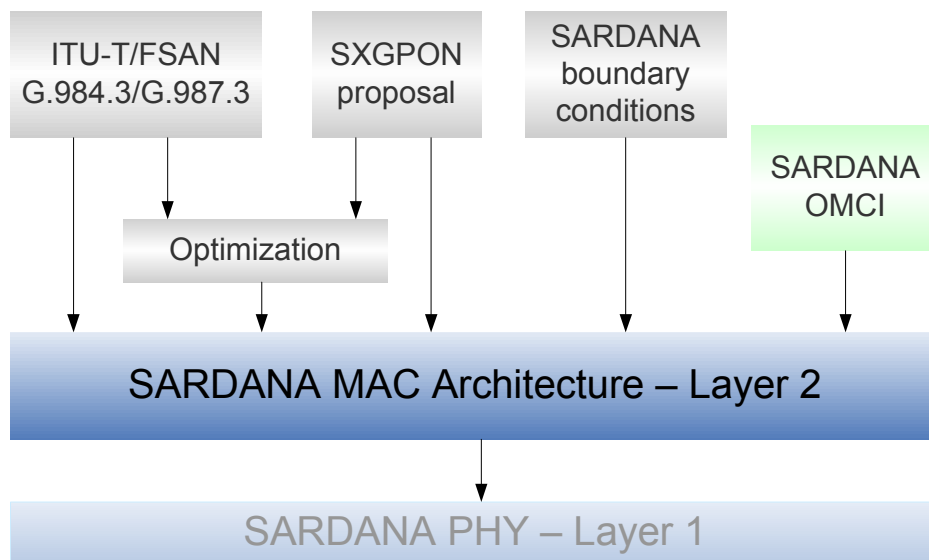 ITU-T/FSAN
G.984.3/G.987.3
SXGPON
proposal
SARDANA
boundary
conditions
SARDANA
OMCI
Optimization
SARDANA MAC Architecture – Layer 2
SARDANA PHY – Layer 1